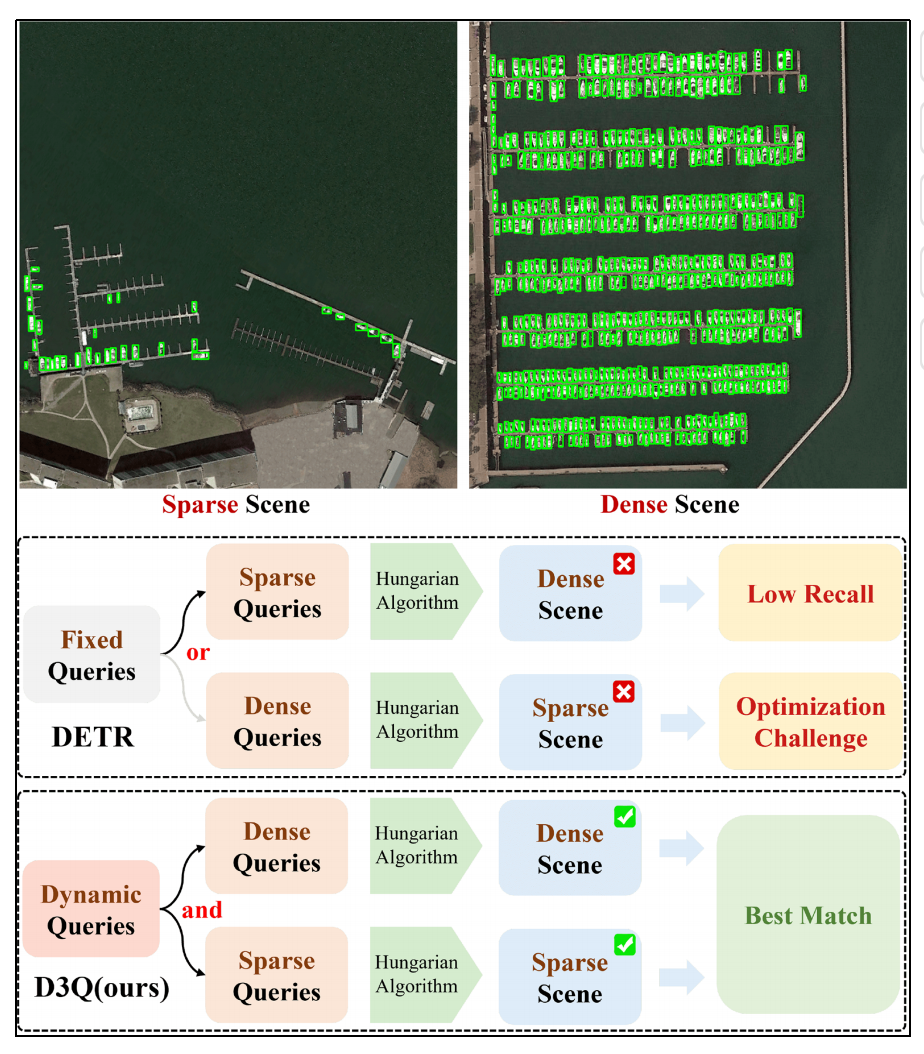 Sparse Scene
Dense Scene
Fixed
Queries
DETR
or
Sparse
Queries
Hungarian
Algorithm
Dense
Scene
Low Recall
Dense
Queries
Hungarian
Algorithm
Sparse
Scene
Optimization
Challenge
Dynamic
Queries
D3Q(ours)
and
Dense
Queries
Hungarian
Algorithm
Dense
Scene
Sparse
Queries
Hungarian
Algorithm
Sparse
Scene
Best Match